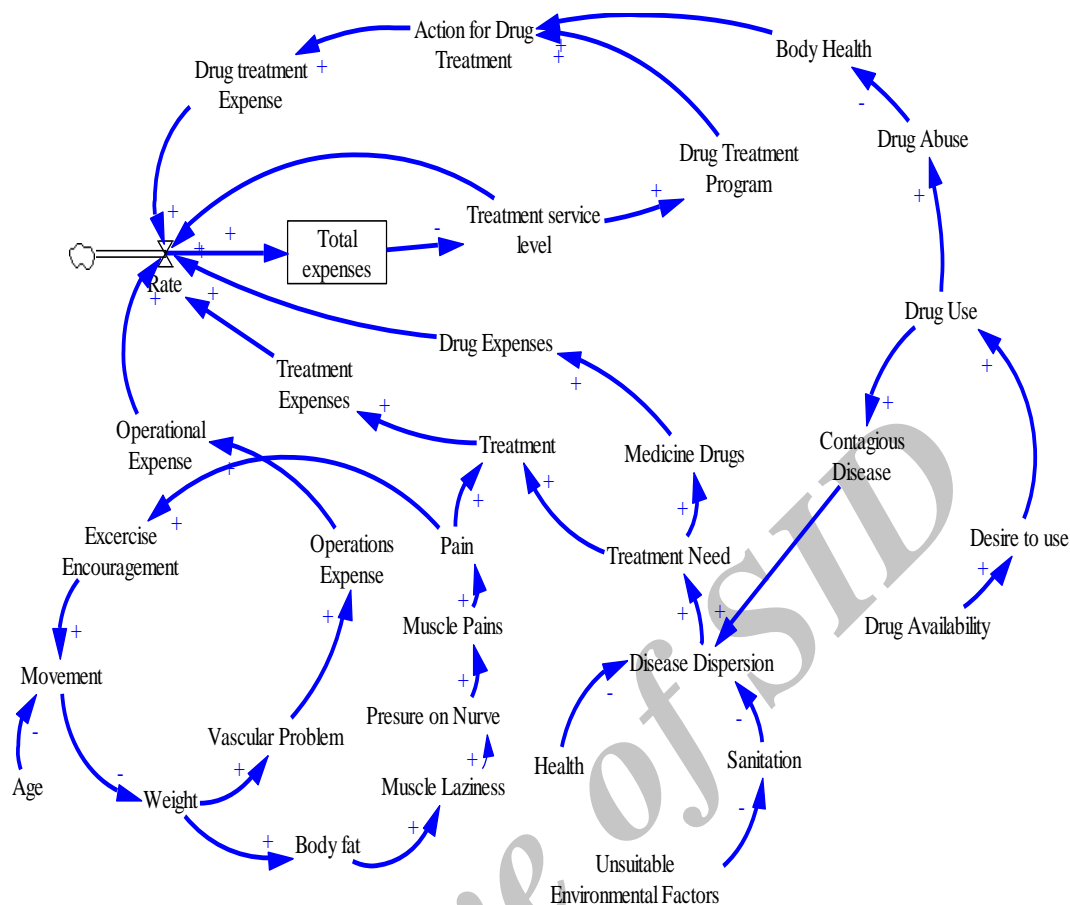 Action for Drug
Treatment
+
+
Body Health
+
Drug treatment
Expense
-
Drug Abuse
Drug Treatment
Program
+
+
+
Treatment service
level
-
+
+
+
Total
expenses
Rate
+
+
Drug Use
+
Drug Expenses
+
Treatment
Expenses
+
+
Operational
Expense
+
Treatment
Medicine Drugs
Contagious
Disease
+
+
+
+
+
Excercise
Encouragement
Operations
Expense
Pain
Treatment Need
Desire to use
+
+
+
+
+
+
Muscle Pains
Drug Availability
+
Movement
+
Disease Dispersion
-
-
-
Presure on Nurve
Vascular Problem
+
+
-
Age
Weight
Muscle Laziness
Health
Sanitation
+
+
-
Body fat
Unsuitable
Environmental Factors
ie of SID